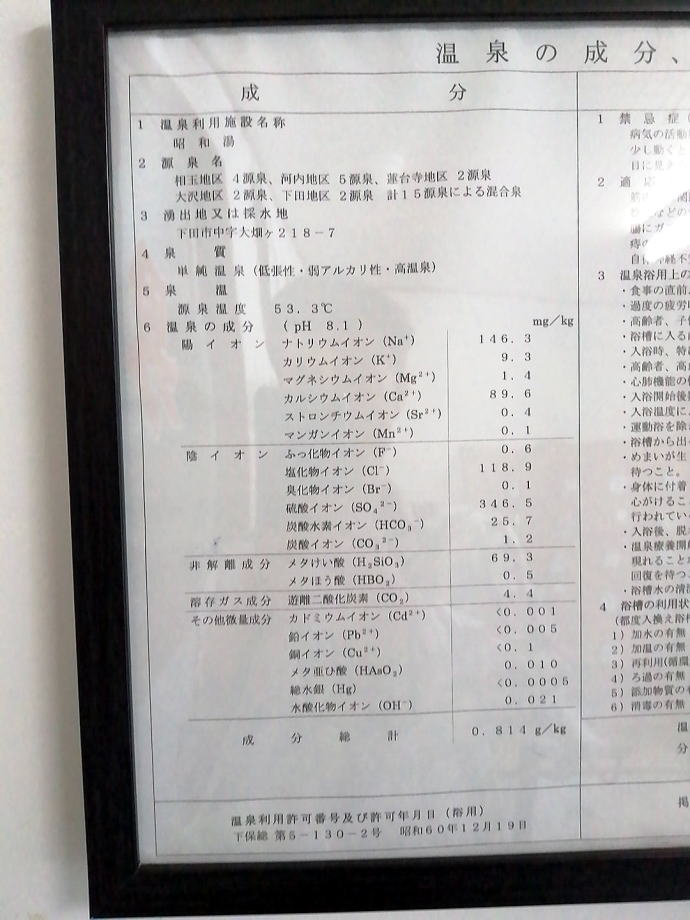 温泉の成分、
成分
1 温泉利用施設名称
昭和湯
2 源泉名
相玉地区 4源泉、河内地区 5源泉、蓮台寺地区 2源泉
大沢地区 2源泉、下田地区 2源泉 計15源泉による混合泉
3 湧出地又は採水地
下田市中字大畑ヶ218-7
4 泉質
単純温泉(低張性・弱アルカリ性・高温泉)
5 泉温
源泉温度 53.3℃
6 温泉の成分 (pH 8.1) mg/kg
陽イオン ナトリウムイオン(Na⁺) 146.3
カリウムイオン(K⁺) 9.3
マグネシウムイオン(Mg²⁺) 1.4
カルシウムイオン(Ca²⁺) 89.6
ストロンチウムイオン(Sr²⁺) 0.4
マンガンイオン(Mn²⁺) 0.1
陰イオン ふっ化物イオン(F⁻) 0.6
塩化物イオン(Cl⁻) 118.9
臭化物イオン(Br⁻) 0.1
硫酸イオン(SO₄²⁻) 346.5
炭酸水素イオン(HCO₃⁻) 25.7
炭酸イオン(CO₃²⁻) 1.2
非解離成分 メタけい酸(H₂SiO₃) 69.3
メタほう酸(HBO₂) 0.5
溶存ガス成分 遊離二酸化炭素(CO₂) 4.4
その他微量成分 カドミウムイオン(Cd²⁺) <0.001
鉛イオン(Pb²⁺) <0.005
銅イオン(Cu²⁺) <0.1
メタ亜ひ酸(HAsO₂) 0.010
総水銀(Hg) <0.0005
水酸化物イオン(OH⁻) 0.021
成分総計 0.814 g/kg
温泉利用許可番号及び許可年月日(浴用)
下保総 第5-130-2号 昭和60年12月19日
1 禁忌症
病気の活動
少し動くと
目に見え
2 適応
3 温泉浴用上の
・食事の直前
・過度の疲労
・高齢者、子
・浴槽に入る
・入浴時、特
・高齢者、高
・心肺機能の
・入浴開始後
・入浴温度に
・運動浴を除
・浴槽から出
・めまいが生
待つこと。
・身体に付着
心がけるこ
行われてい
・入浴後、脱
・温泉療養開
現れること
回復を待つ
・浴槽水の清
4 浴槽の利用状
(都度入換え浴
1)加水の有無
2)加温の有無
3)再利用(循環
4)ろ過の有無
5)添加物質の
6)消毒の有無
温
分
掲